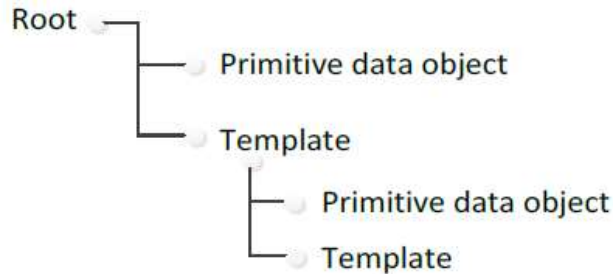 Root
Primitive data object
Template
Primitive data object
Template